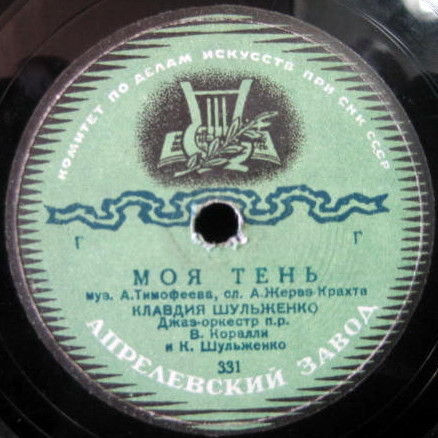 КОМИТЕТ ПО ДЕЛАМ ИСКУССТВ ПРИ СНК СССР
Г Г
МОЯ ТЕНЬ
муз. А.Тимофеева, сл. А.Жерве-Крахта
КЛАВДИЯ ШУЛЬЖЕНКО
Джаз-оркестр п.р.
В. Коралли
и К. Шульженко
331
АПРЕЛЕВСКИЙ ЗАВОД